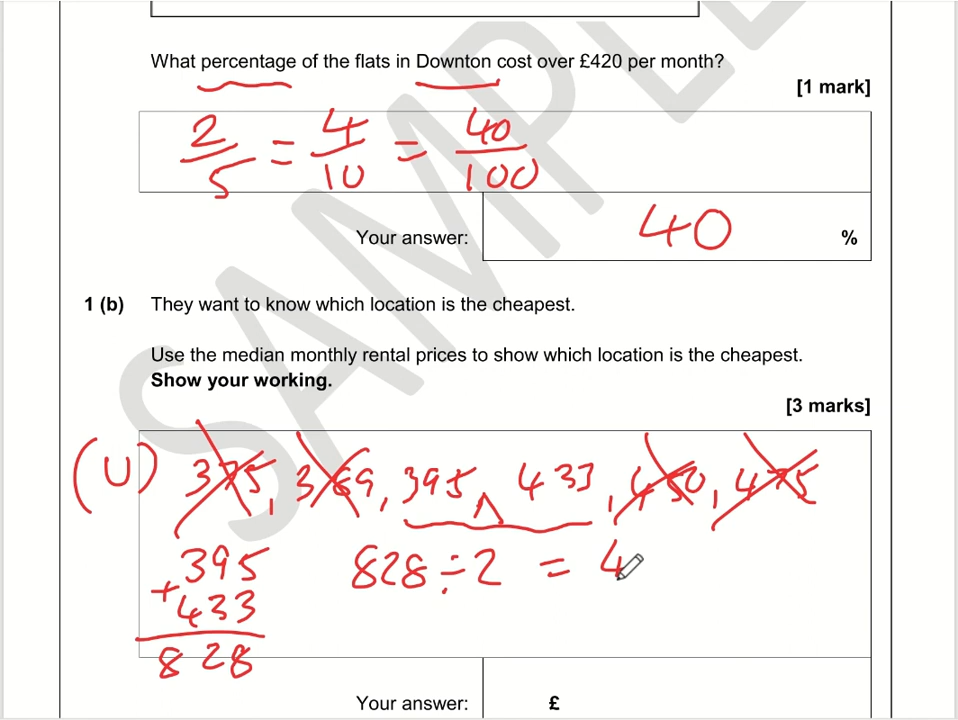 What percentage of the flats in Downton cost over £420 per month?
[1 mark]
2/5 = 4/10 = 40/100
Your answer: 40 %
1 (b) They want to know which location is the cheapest.
Use the median monthly rental prices to show which location is the cheapest.
Show your working.
[3 marks]
(U) 375, 389, 395, 433, 450, 475
395 828 ÷ 2 = 4
+ 433
828
Your answer: £
SAMPLE